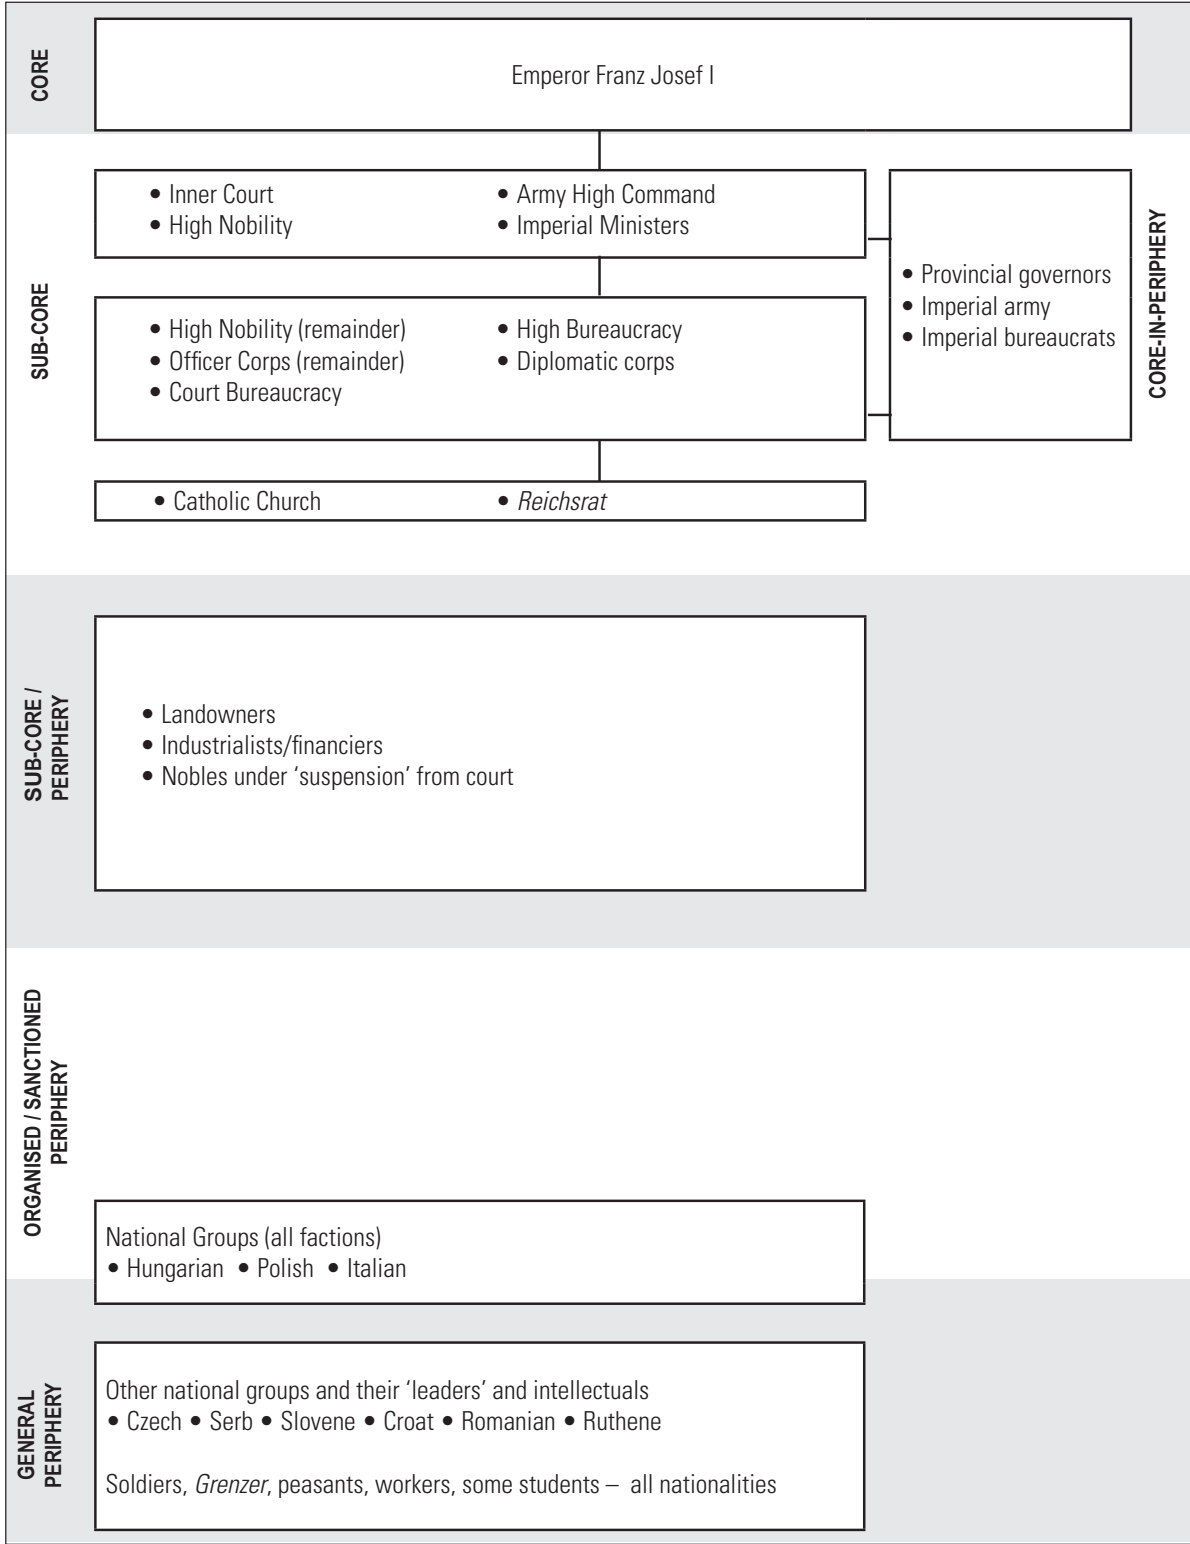 CORE
Emperor Franz Josef I
SUB-CORE
• Inner Court
• High Nobility
• Army High Command
• Imperial Ministers
• High Nobility (remainder)
• Officer Corps (remainder)
• Court Bureaucracy
• High Bureaucracy
• Diplomatic corps
• Catholic Church
• Reichsrat
• Provincial governors
• Imperial army
• Imperial bureaucrats
CORE-IN-PERIPHERY
SUB-CORE /
PERIPHERY
• Landowners
• Industrialists/financiers
• Nobles under ‘suspension’ from court
ORGANISED / SANCTIONED
PERIPHERY
National Groups (all factions)
• Hungarian • Polish • Italian
GENERAL
PERIPHERY
Other national groups and their ‘leaders’ and intellectuals
• Czech • Serb • Slovene • Croat • Romanian • Ruthene
Soldiers, Grenzer, peasants, workers, some students – all nationalities